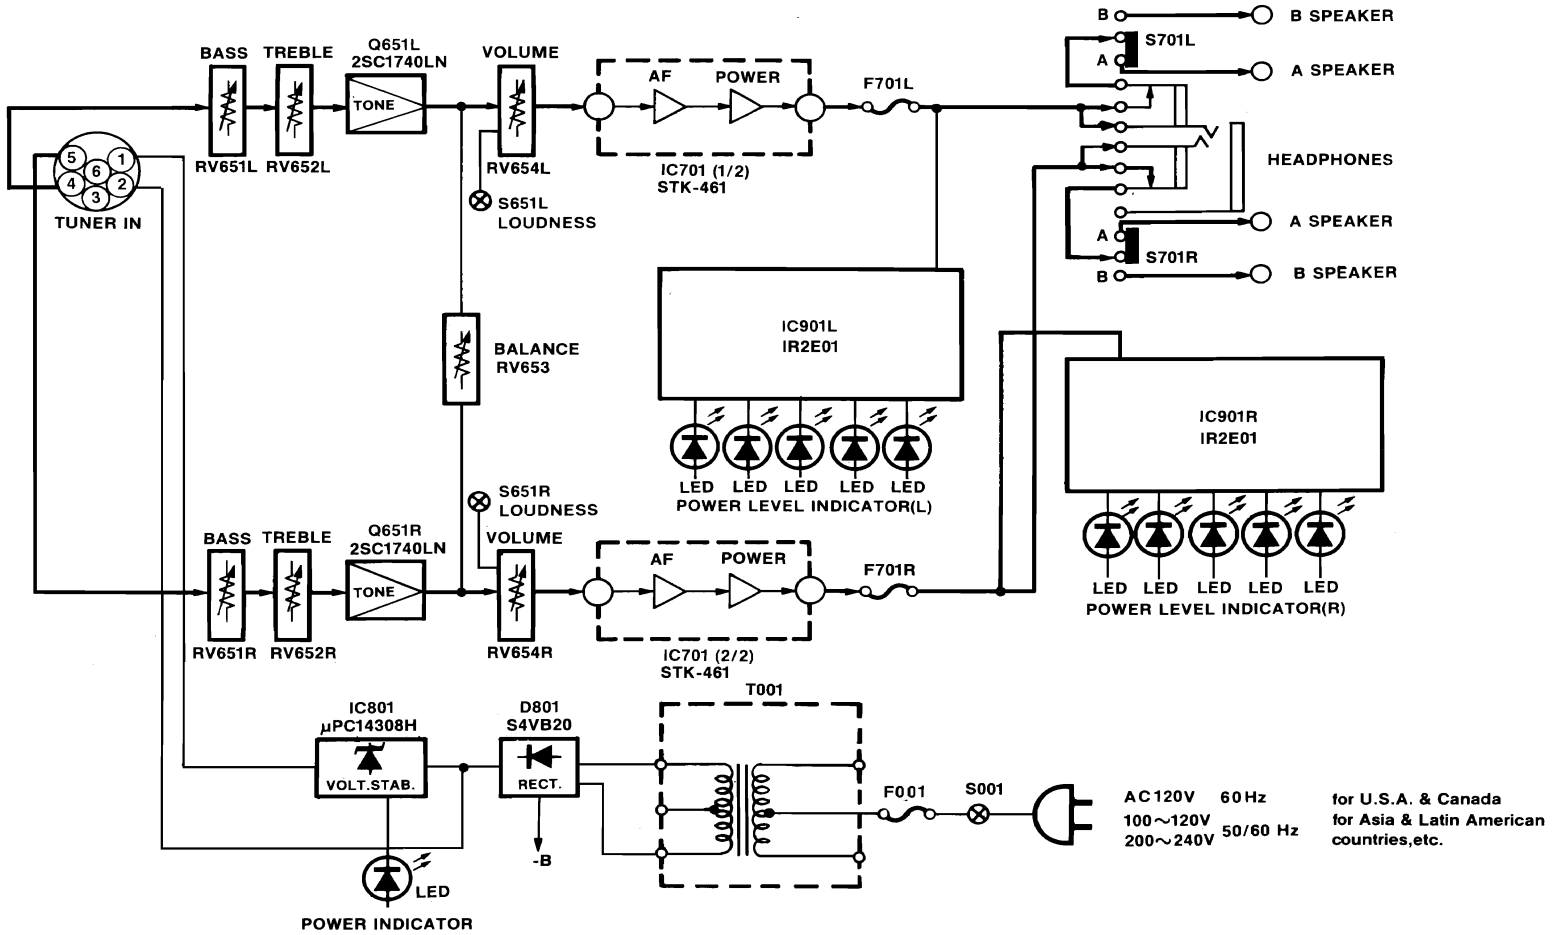 B
B SPEAKER
S701L
A
A SPEAKER
BASS
TREBLE
Q651L
2SC1740LN
VOLUME
AF
POWER
F701L
TONE
RV651L
RV652L
RV654L
IC701 (1/2)
STK-461
HEADPHONES
5
1
6
4
2
3
TUNER IN
S651L
LOUDNESS
A
A SPEAKER
S701R
B
B SPEAKER
IC901L
IR2E01
BALANCE
RV653
IC901R
IR2E01
LED
LED
LED
LED
LED
POWER LEVEL INDICATOR(L)
S651R
LOUDNESS
BASS
TREBLE
Q651R
2SC1740LN
VOLUME
AF
POWER
F701R
TONE
LED
LED
LED
LED
LED
POWER LEVEL INDICATOR(R)
RV651R
RV652R
RV654R
IC701 (2/2)
STK-461
T001
IC801
µPC14308H
D801
S4VB20
VOLT.STAB.
RECT.
F001
S001
AC120V 60Hz for U.S.A. & Canada
100~120V for Asia & Latin American
200~240V 50/60 Hz countries,etc.
-B
LED
POWER INDICATOR